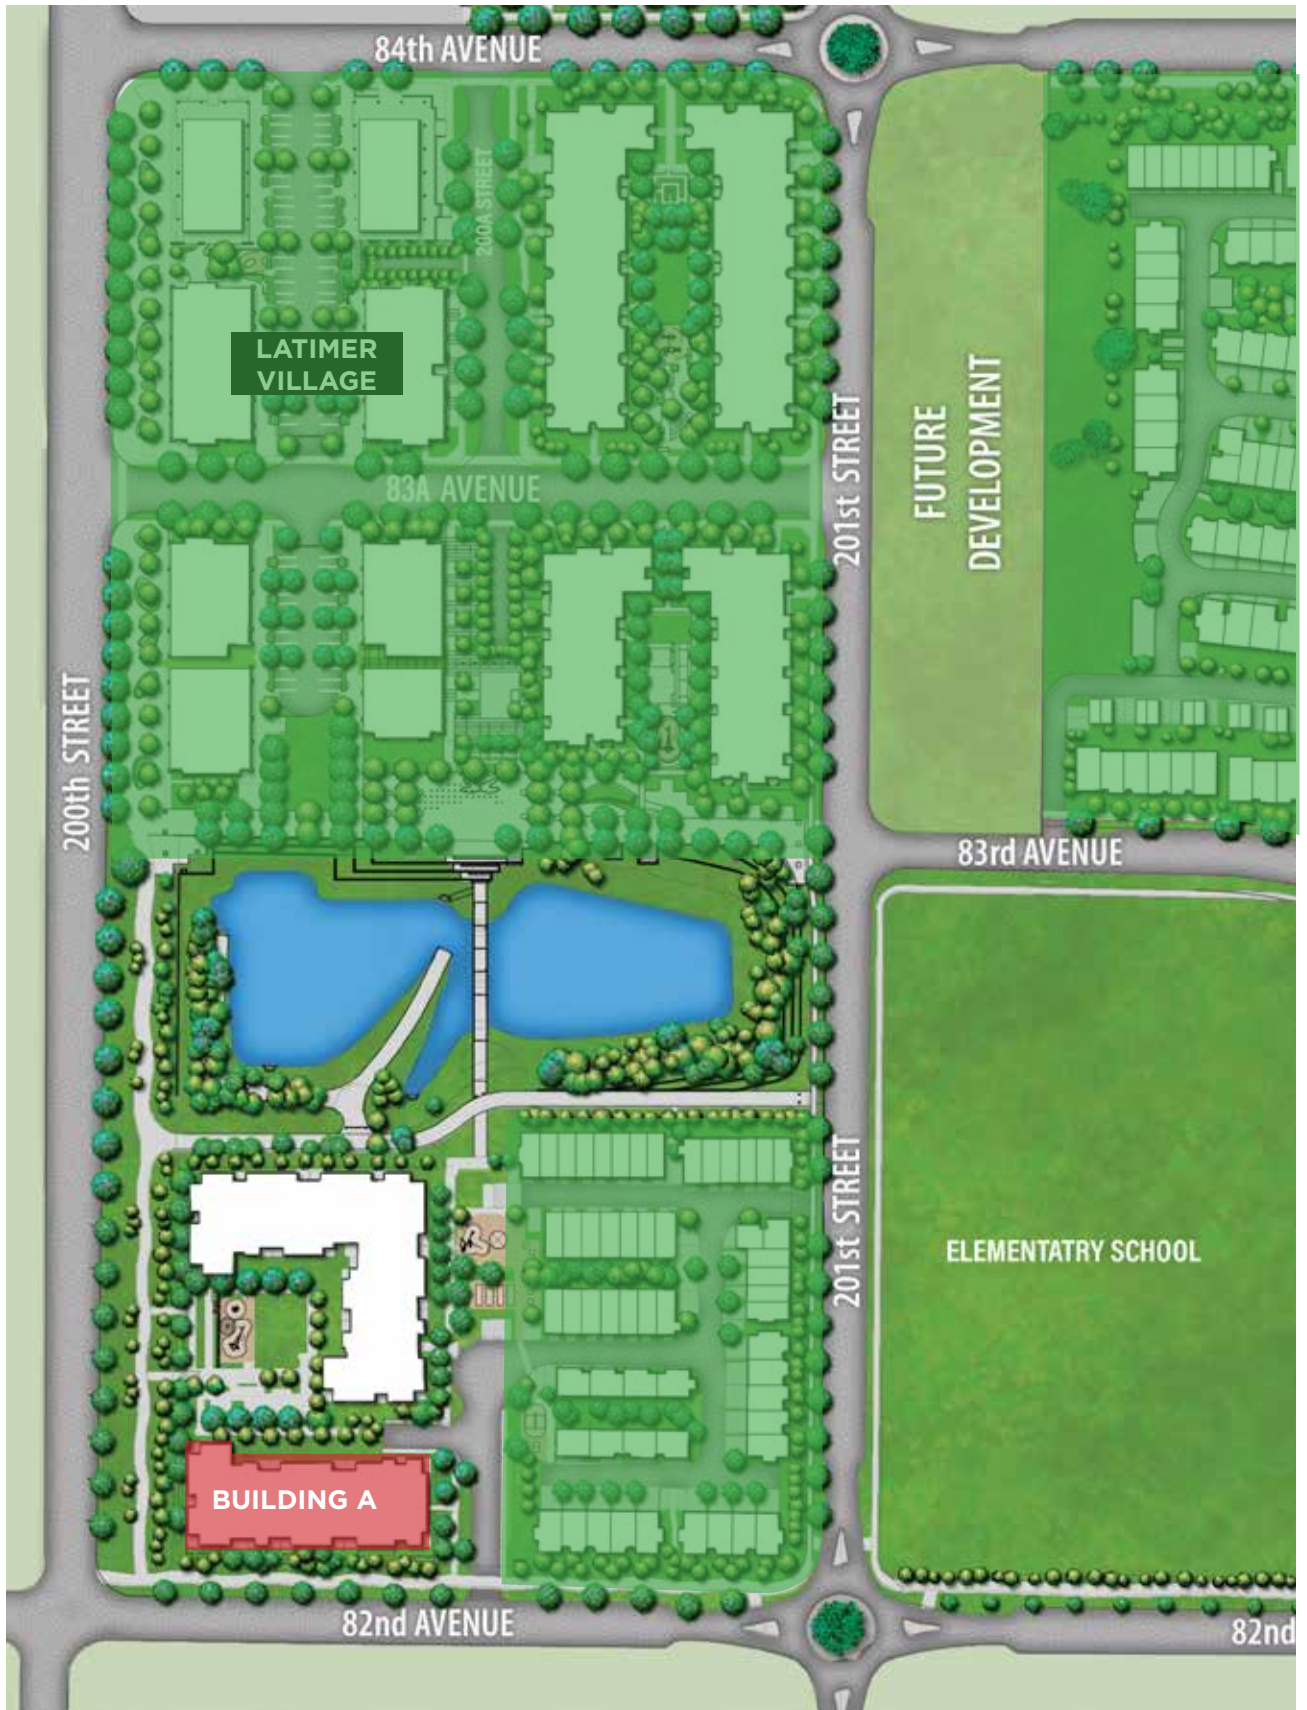 84th AVENUE
200A STREET
LATIMER
VILLAGE
83A AVENUE
201st STREET
FUTURE
DEVELOPMENT
200th STREET
83rd AVENUE
201st STREET
ELEMENTATRY SCHOOL
BUILDING A
82nd AVENUE
82nd